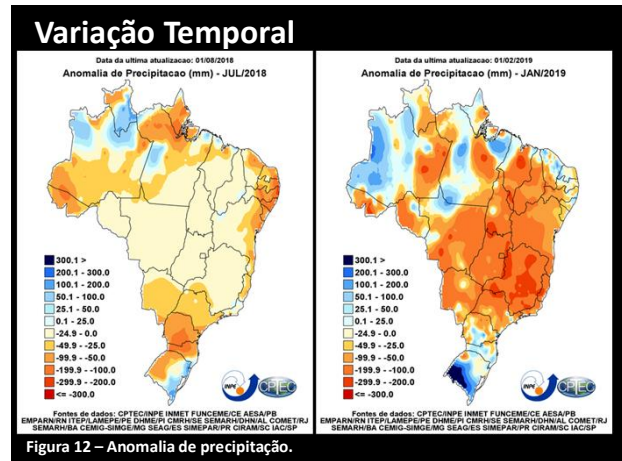 Variação Temporal
Data da ultima atualizacao: 01/08/2018
Anomalia de Precipitacao (mm) - JUL/2018
300.1 >
200.1 - 300.0
100.1 - 200.0
50.1 - 100.0
25.1 - 50.0
0.1 - 25.0
-24.9 - 0.0
-49.9 - -25.0
-99.9 - -50.0
-199.9 - -100.0
-299.9 - -200.0
<= -300.0
INPE CPTEC
Fontes de dados: CPTEC/INPE INMET FUNCEME/CE AESA/PB
EMPARN/RN ITEP/LAMEPE/PE DHME/PI CMRH/SE SEMARH/DHN/AL COMET/RJ
SEMARH/BA CEMIG-SIMGE/MG SEAG/ES SIMEPAR/PR CIRAM/SC IAC/SP
Data da ultima atualizacao: 01/02/2019
Anomalia de Precipitacao (mm) - JAN/2019
300.1 >
200.1 - 300.0
100.1 - 200.0
50.1 - 100.0
25.1 - 50.0
0.1 - 25.0
-24.9 - 0.0
-49.9 - -25.0
-99.9 - -50.0
-199.9 - -100.0
-299.9 - -200.0
<= -300.0
INPE CPTEC
Fontes de dados: CPTEC/INPE INMET FUNCEME/CE AESA/PB
EMPARN/RN ITEP/LAMEPE/PE DHME/PI CMRH/SE SEMARH/DHN/AL COMET/RJ
SEMARH/BA CEMIG-SIMGE/MG SEAG/ES SIMEPAR/PR CIRAM/SC IAC/SP
Figura 12 – Anomalia de precipitação.